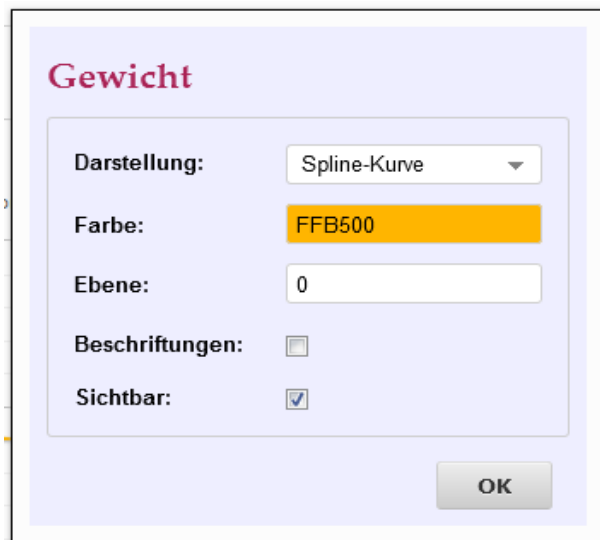 Gewicht
Darstellung: Spline-Kurve
Farbe: FFB500
Ebene: 0
Beschriftungen:
Sichtbar:
OK